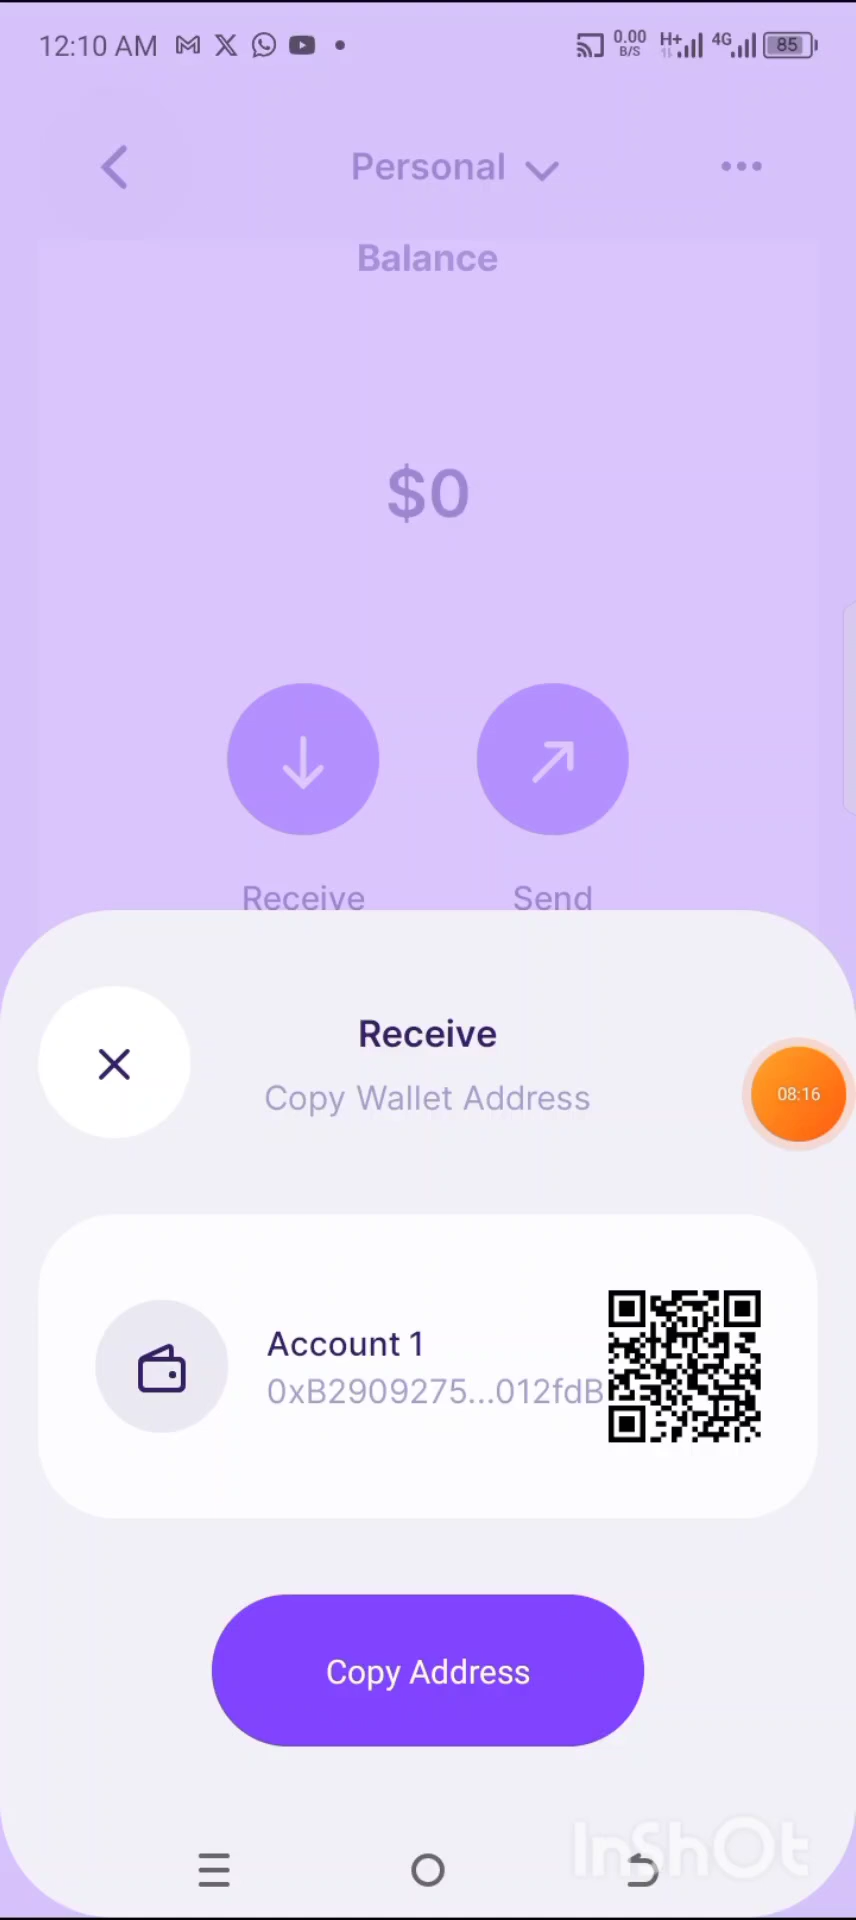 12:10 AM
0.00
B/S
H+
4G
85
Personal
Balance
$0
Receive
Send
Receive
Copy Wallet Address
08:16
Account 1
0xB2909275...012fdB
Copy Address
InShOt